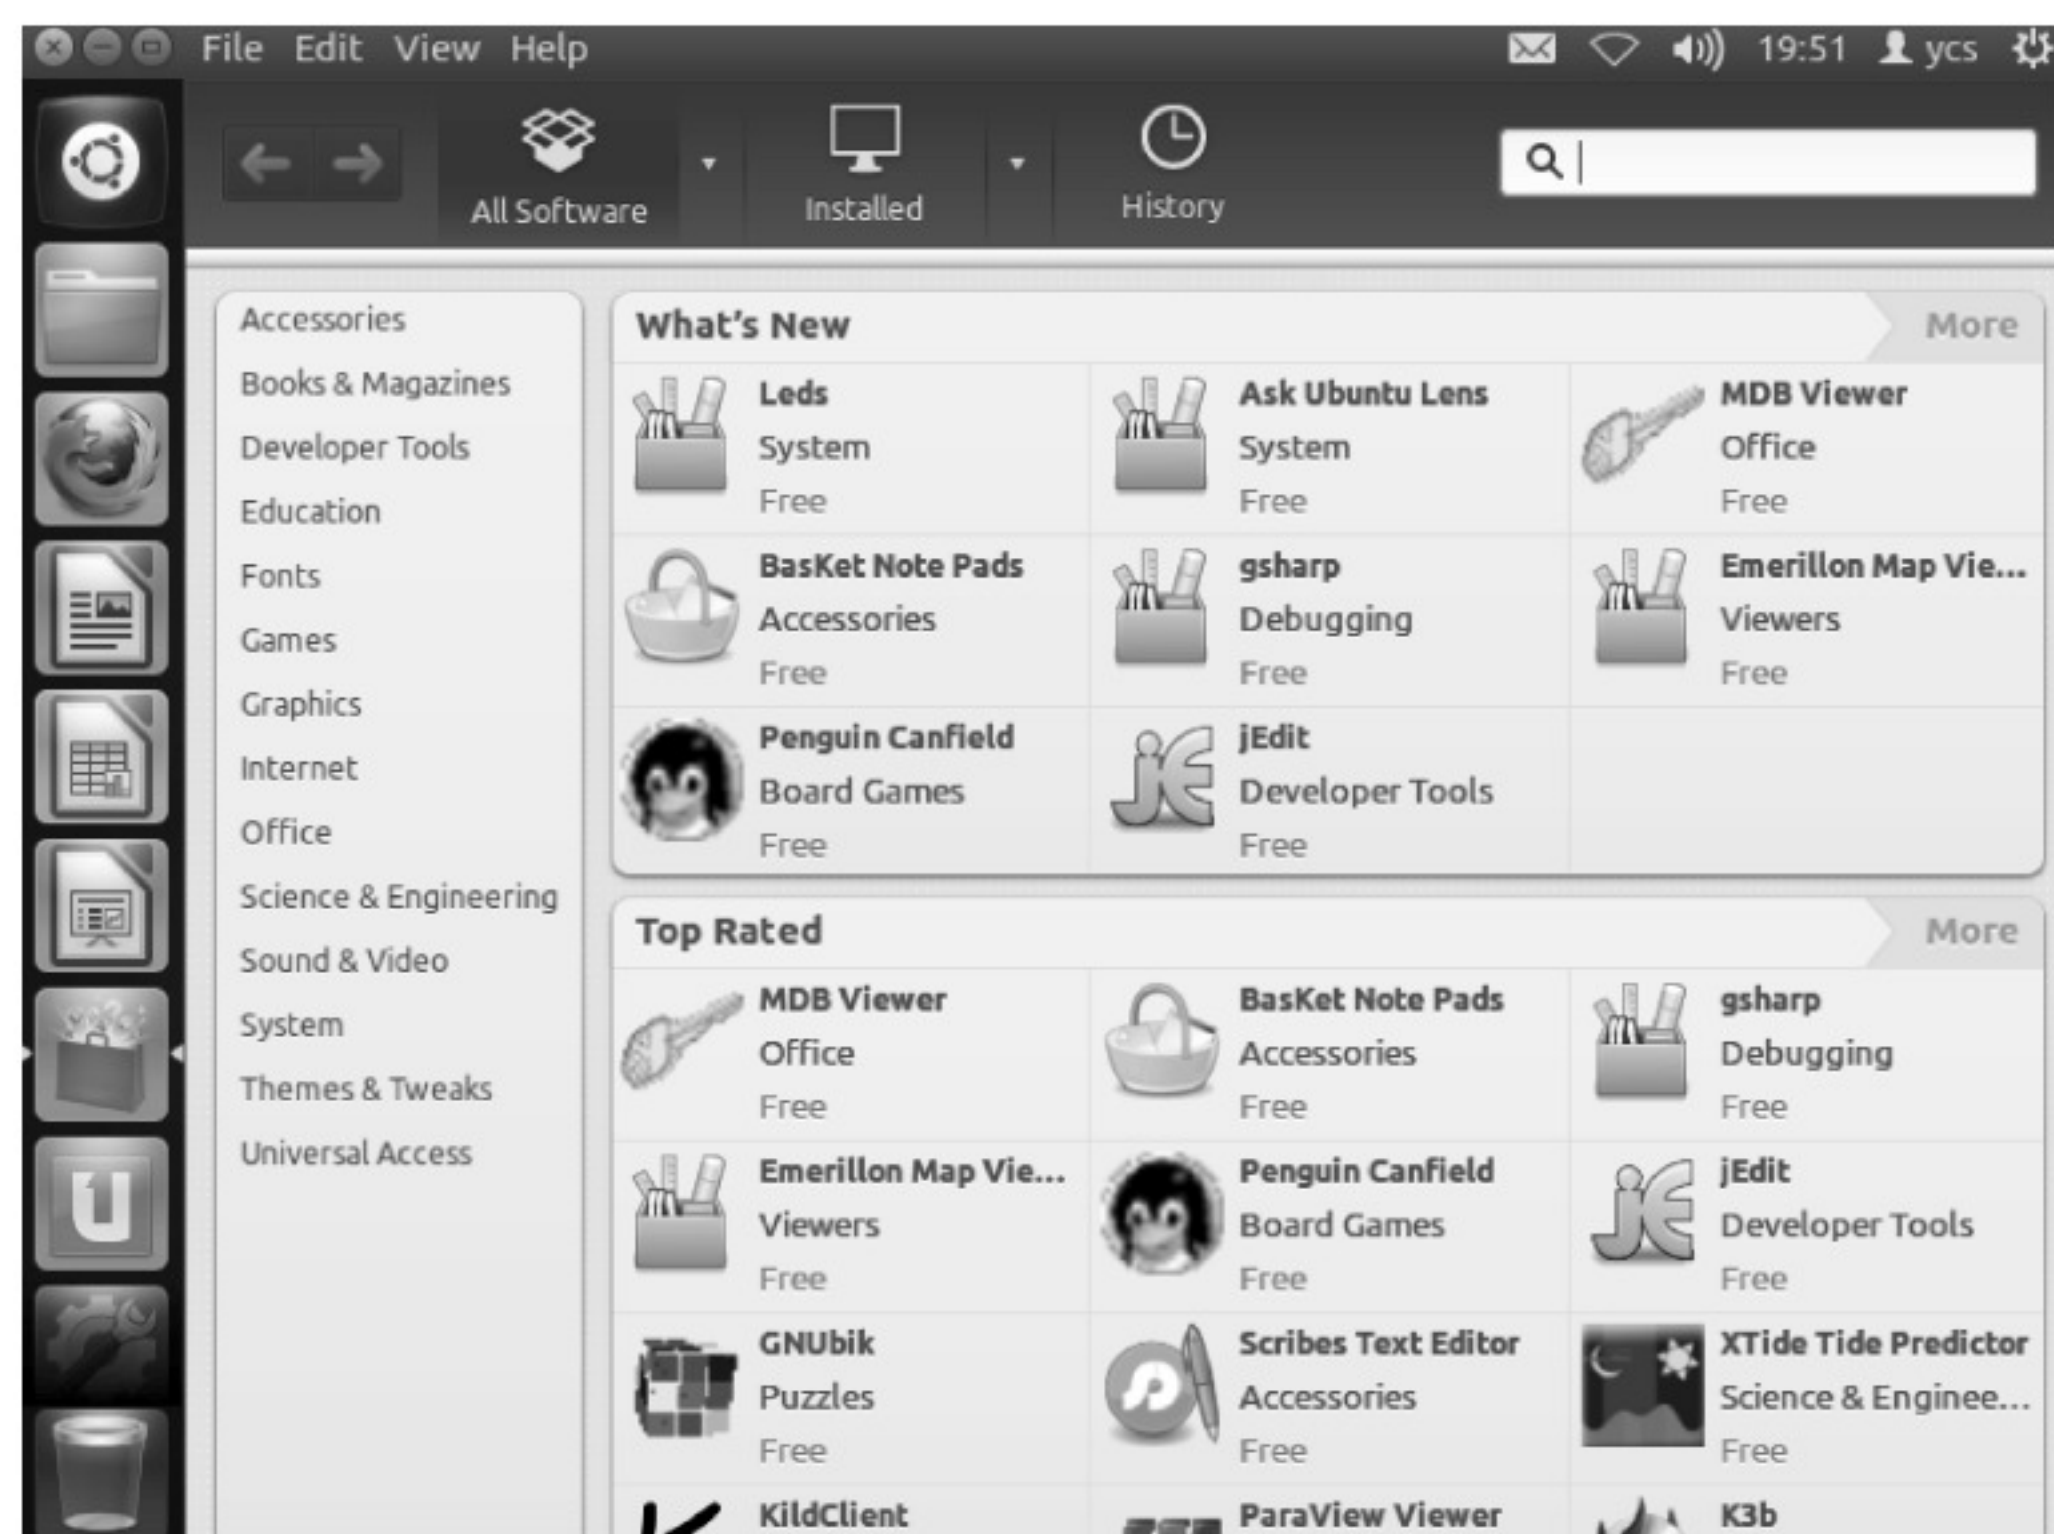 File Edit View Help
19:51 ycs
All Software
Installed
History
Accessories
Books & Magazines
Developer Tools
Education
Fonts
Games
Graphics
Internet
Office
Science & Engineering
Sound & Video
System
Themes & Tweaks
Universal Access
What's New
More
Leds
System
Free
Ask Ubuntu Lens
System
Free
MDB Viewer
Office
Free
BasKet Note Pads
Accessories
Free
gsharp
Debugging
Free
Emerillon Map Vie...
Viewers
Free
Penguin Canfield
Board Games
Free
jEdit
Developer Tools
Free
Top Rated
More
MDB Viewer
Office
Free
BasKet Note Pads
Accessories
Free
gsharp
Debugging
Free
Emerillon Map Vie...
Viewers
Free
Penguin Canfield
Board Games
Free
jEdit
Developer Tools
Free
GNUbik
Puzzles
Free
Scribes Text Editor
Accessories
Free
XTide Tide Predictor
Science & Enginee...
Free
KildClient
ParaView Viewer
K3b